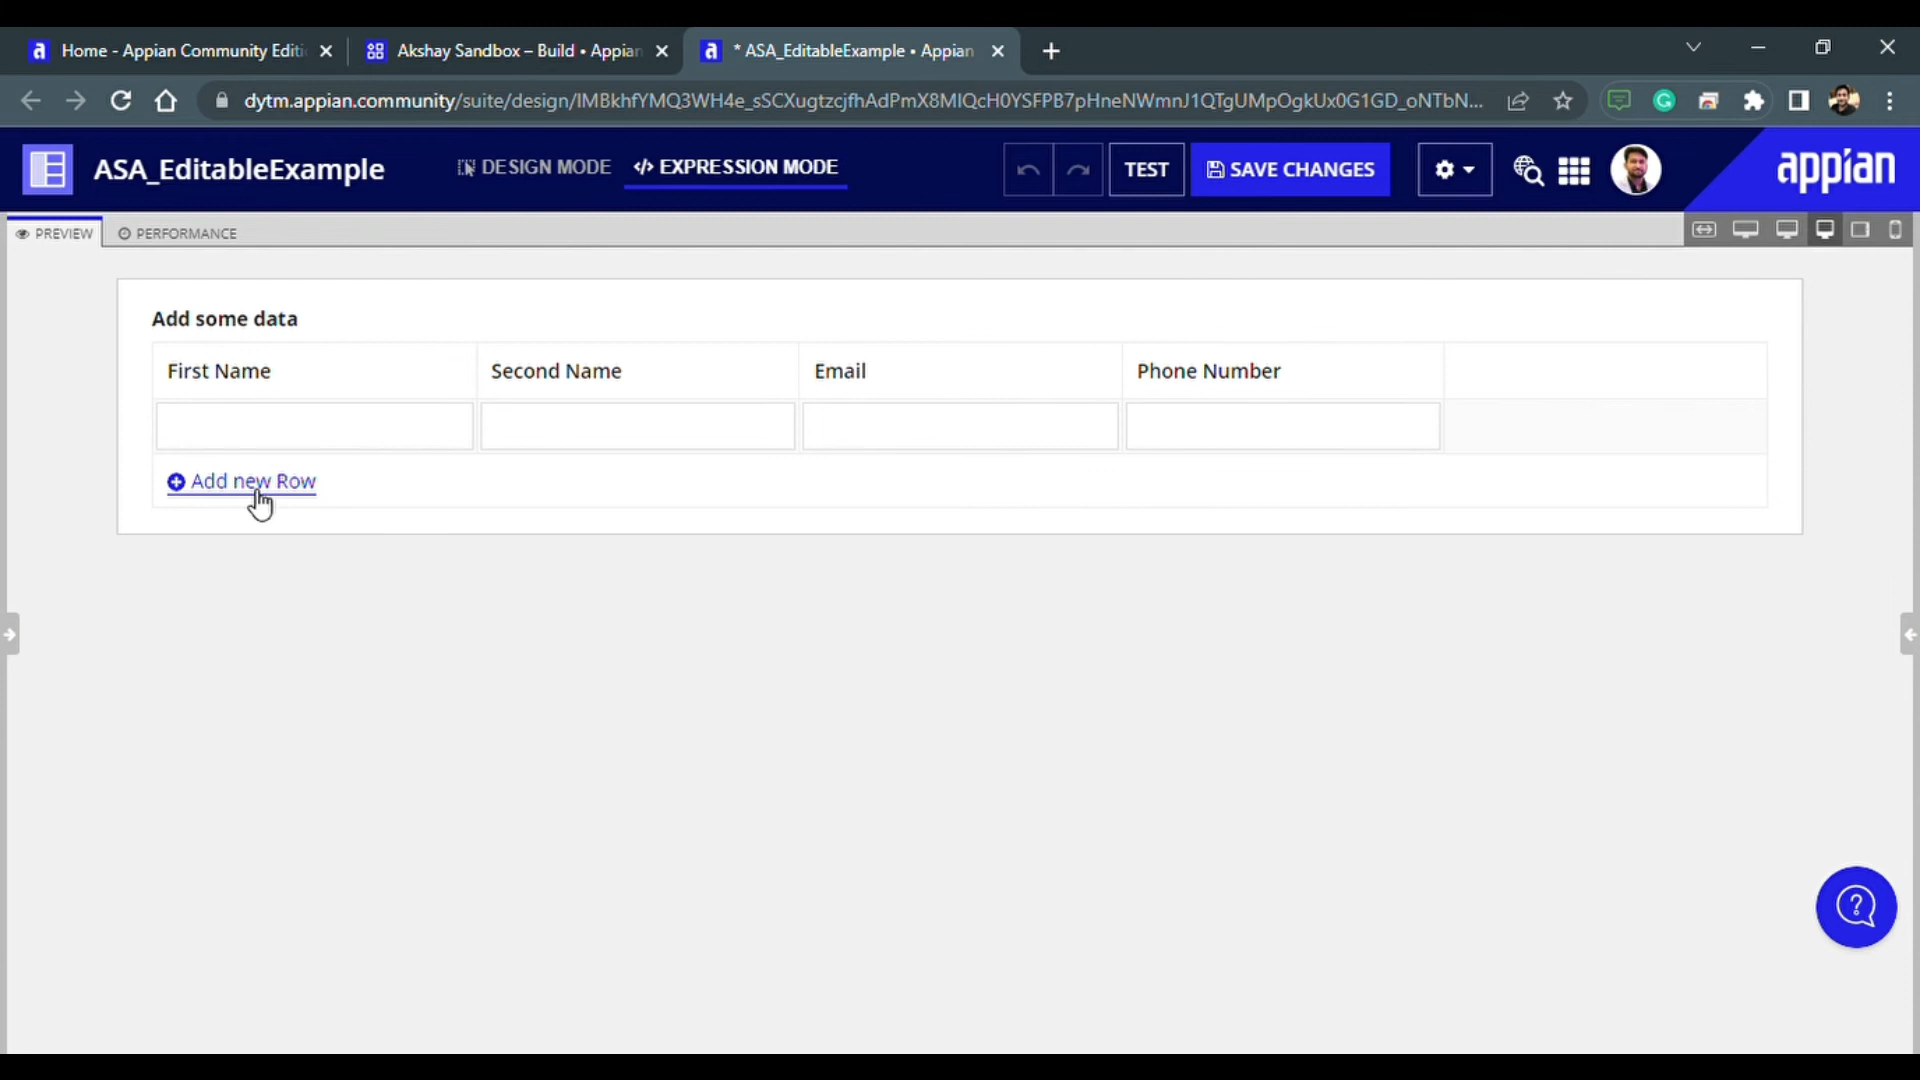 Home - Appian Community Editi
Akshay Sandbox – Build • Appian
* ASA_EditableExample • Appian
dytm.appian.community/suite/design/IMBkhfYMQ3WH4e_sSCXugtzcjfhAdPmX8MIQcH0YSFPB7pHneNWmnJ1QTgUMpOgkUx0G1GD_oNTbN...
ASA_EditableExample
DESIGN MODE
</> EXPRESSION MODE
TEST
SAVE CHANGES
appian
PREVIEW
PERFORMANCE
Add some data
First Name
Second Name
Email
Phone Number
Add new Row